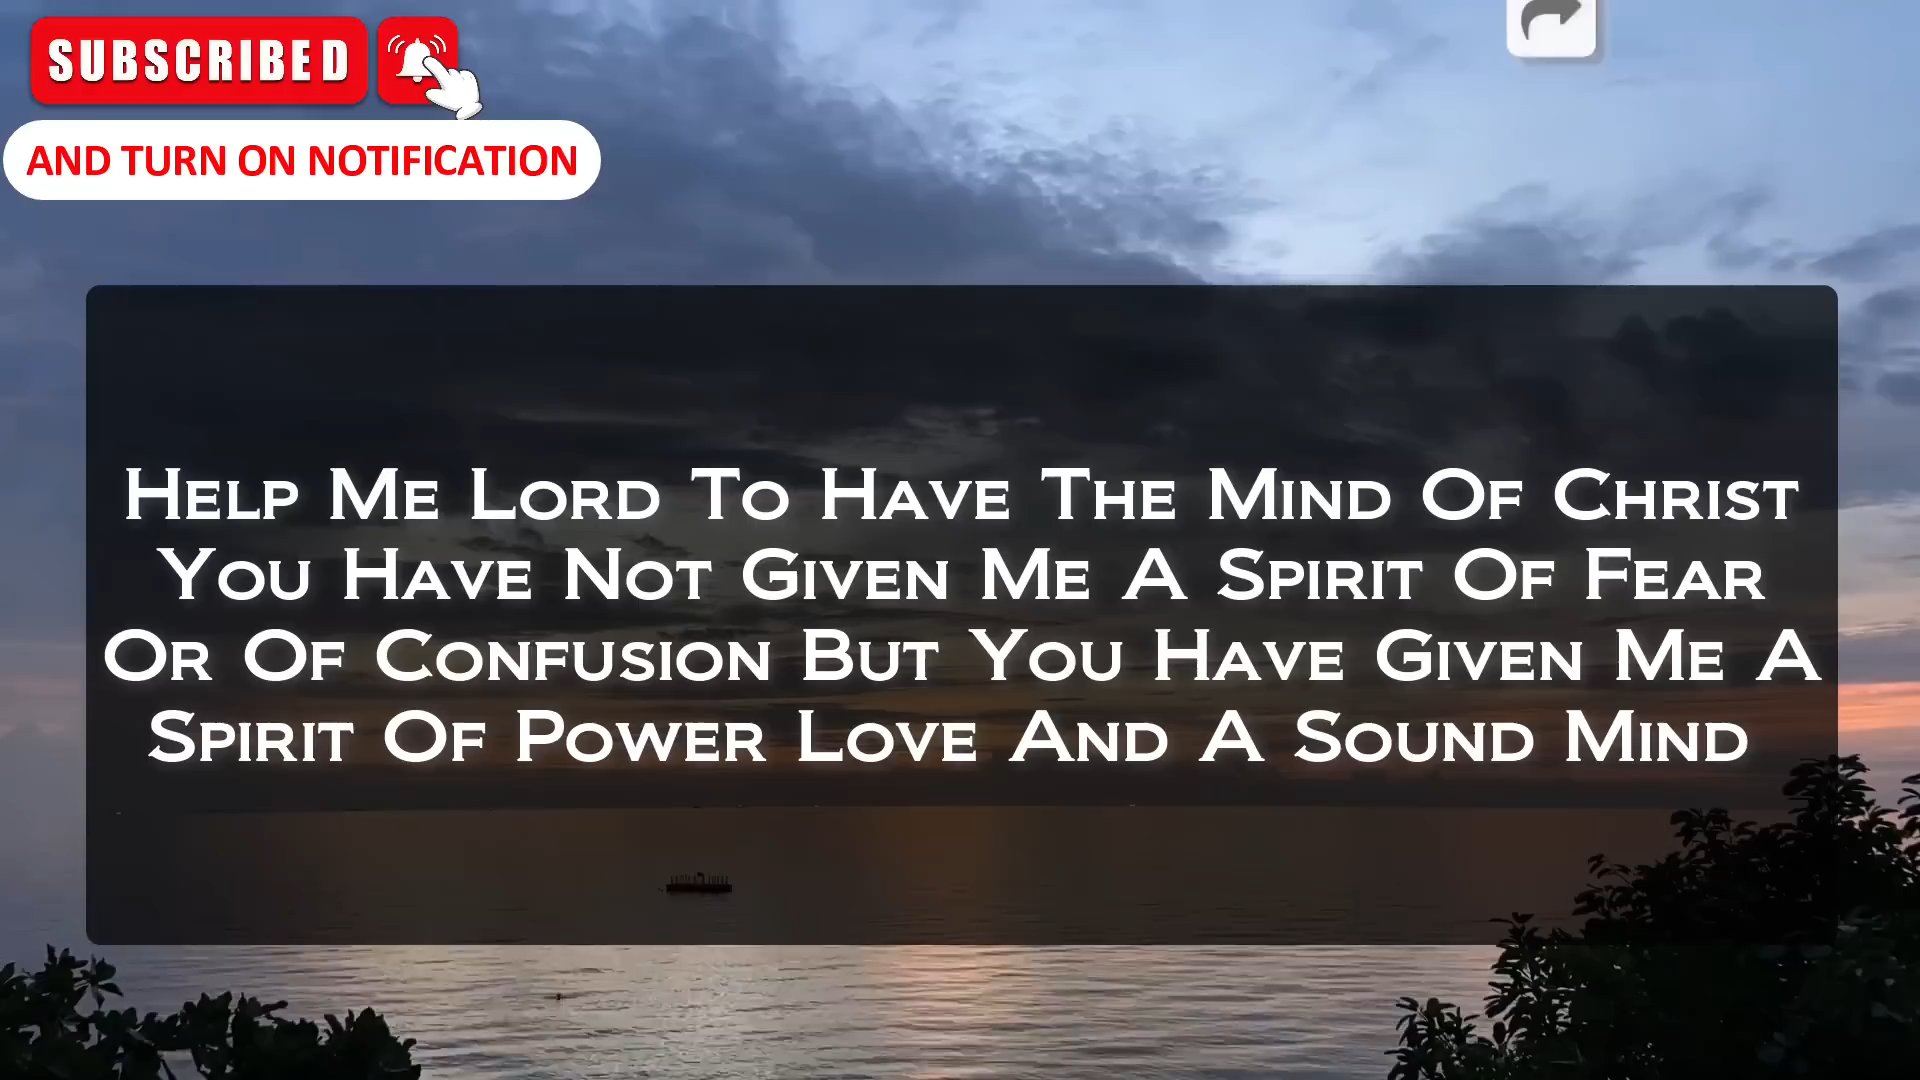 SUBSCRIBED
AND TURN ON NOTIFICATION
Help Me Lord To Have The Mind Of Christ
You Have Not Given Me A Spirit Of Fear
Or Of Confusion But You Have Given Me A
Spirit Of Power Love And A Sound Mind